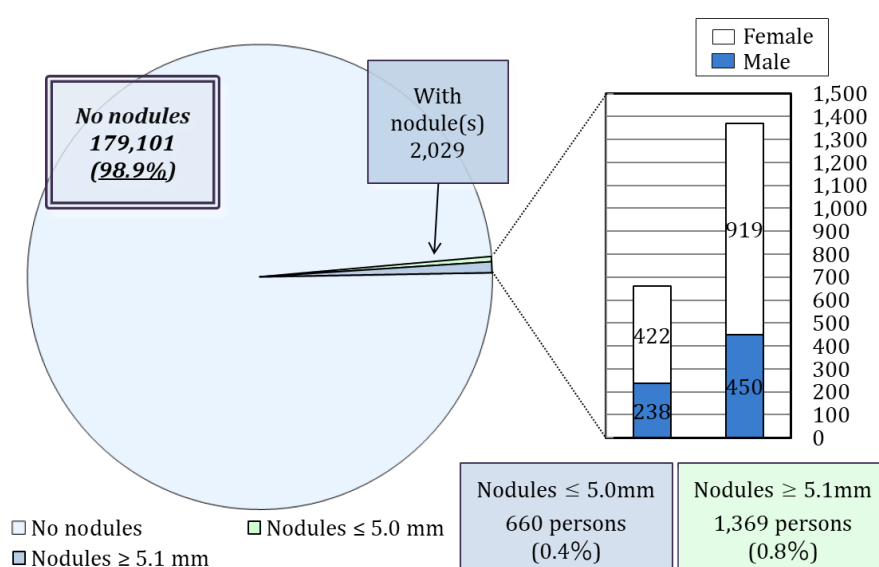 No nodules
179,101
(98.9%)
With
nodule(s)
2,029
Female
Male
1,500
1,400
1,300
1,200
1,100
1,000
900
800
700
600
500
400
300
200
100
0
919
422
450
238
No nodules
Nodules ≤ 5.0 mm
Nodules ≥ 5.1 mm
Nodules ≤ 5.0mm
660 persons
(0.4%)
Nodules ≥ 5.1mm
1,369 persons
(0.8%)